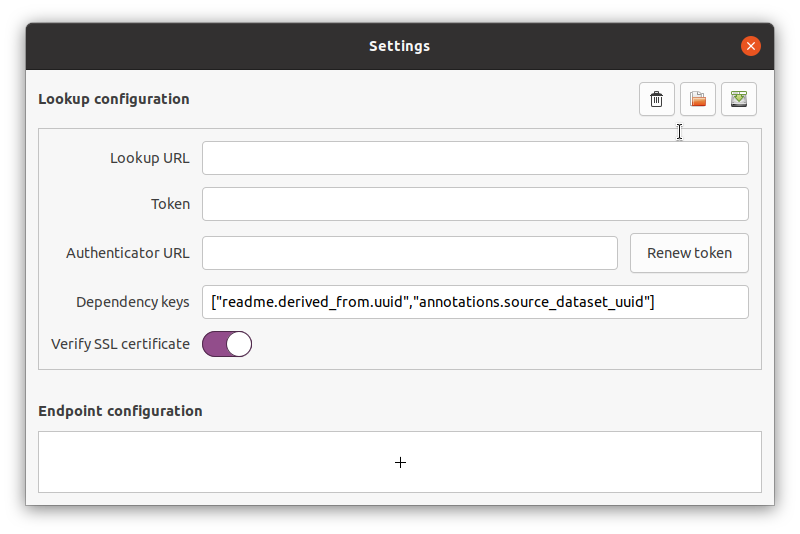 Settings
Lookup configuration
Lookup URL
Token
Authenticator URL
Renew token
Dependency keys
["readme.derived_from.uuid","annotations.source_dataset_uuid"]
Verify SSL certificate
Endpoint configuration